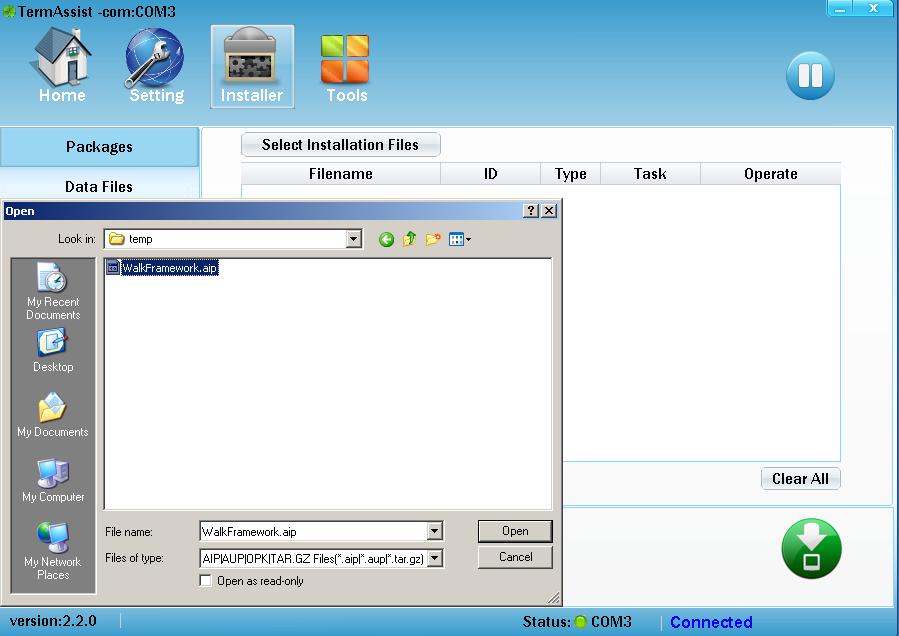 TermAssist -com:COM3
Home
Setting
Installer
Tools
Packages
Data Files
Select Installation Files
Filename ID Type Task Operate
Open
Look in: temp
WalkFramework.aip
My Recent
Documents
Desktop
My Documents
My Computer
My Network
Places
File name: WalkFramework.aip Open
Files of type: AIP|AUP|OPK|TAR.GZ Files(*.aip|*.aup|*.tar.gz) Cancel
Open as read-only
Clear All
version:2.2.0 Status: COM3 Connected